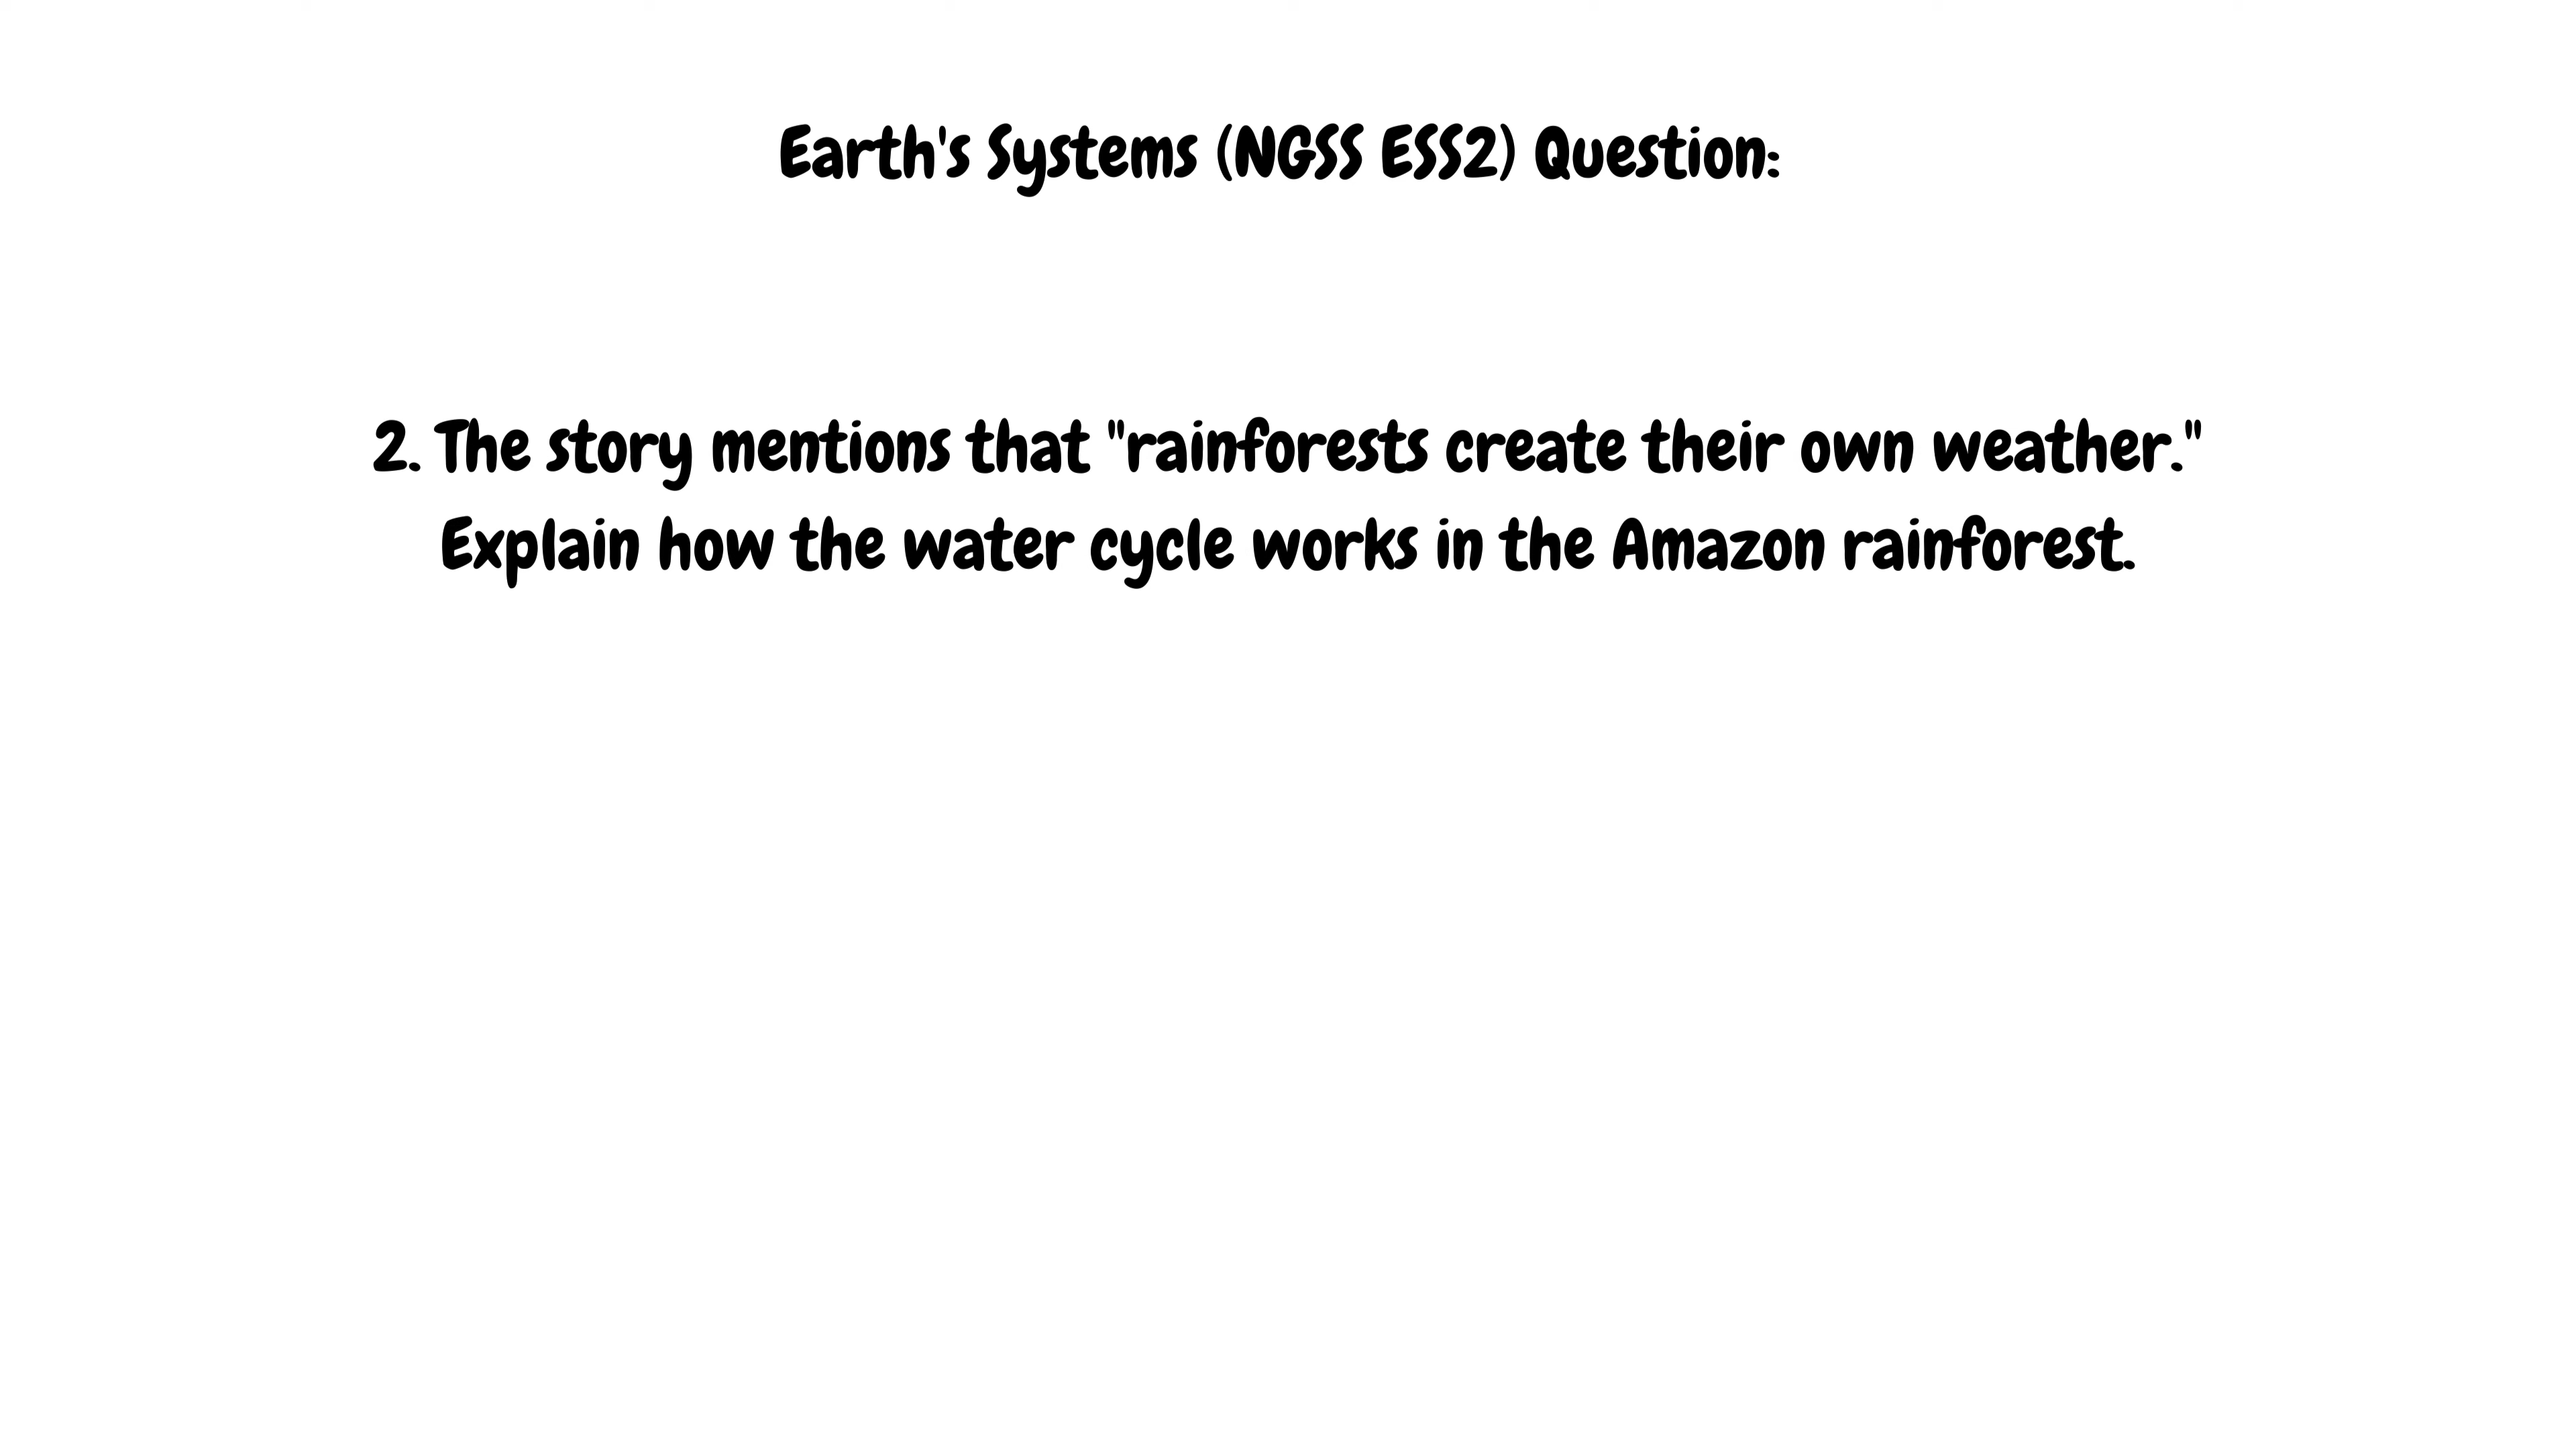 Earth's Systems (NGSS ESS2) Question:
2. The story mentions that "rainforests create their own weather."
Explain how the water cycle works in the Amazon rainforest.